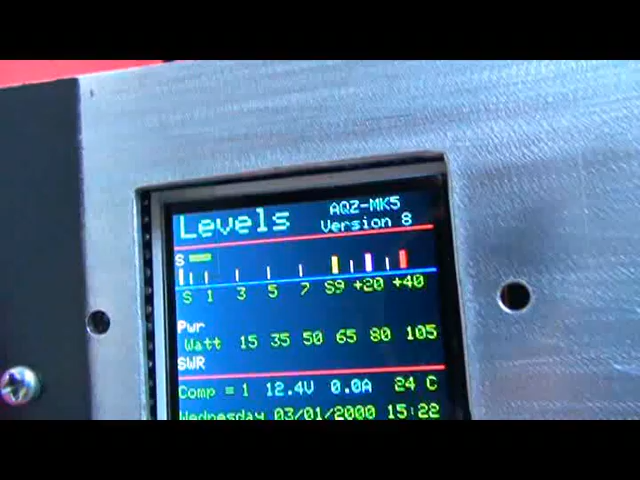 Levels AQZ-MK5
Version 8
S
S 1 3 5 7 S9 +20 +40
Pwr
Watt 15 35 50 65 80 105
SWR
Comp = 1 12.4V 0.0A 24 C
Wednesday 03/01/2000 15:22